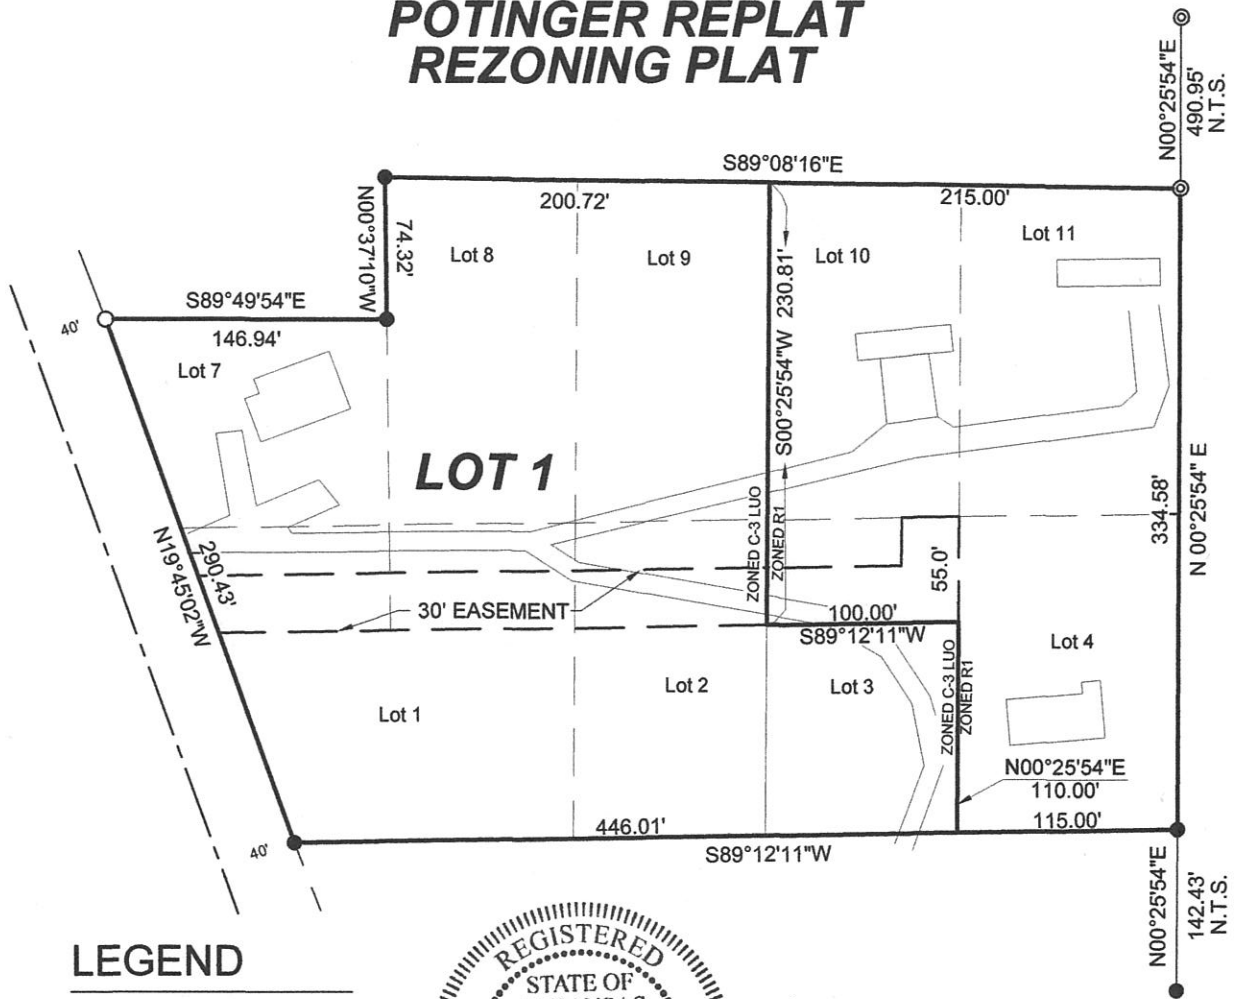 POTINGER REPLAT
REZONING PLAT
N00°25'54"E
490.95'
N.T.S.
S89°08'16"E
200.72'
215.00'
N00°37'10"W
74.32'
Lot 8
Lot 9
Lot 10
Lot 11
S89°49'54"E
146.94'
40'
Lot 7
S00°25'54"W 230.81'
LOT 1
ZONED C-3 LUO
ZONED R1
334.58'
N 00°25'54" E
N19°45'02"W
290.43'
55.0'
30' EASEMENT
100.00'
S89°12'11"W
Lot 1
Lot 2
Lot 3
Lot 4
ZONED C-3 LUO
ZONED R1
N00°25'54"E
110.00'
446.01'
115.00'
S89°12'11"W
40'
N00°25'54"E
142.43'
N.T.S.
LEGEND
REGISTERED
STATE OF